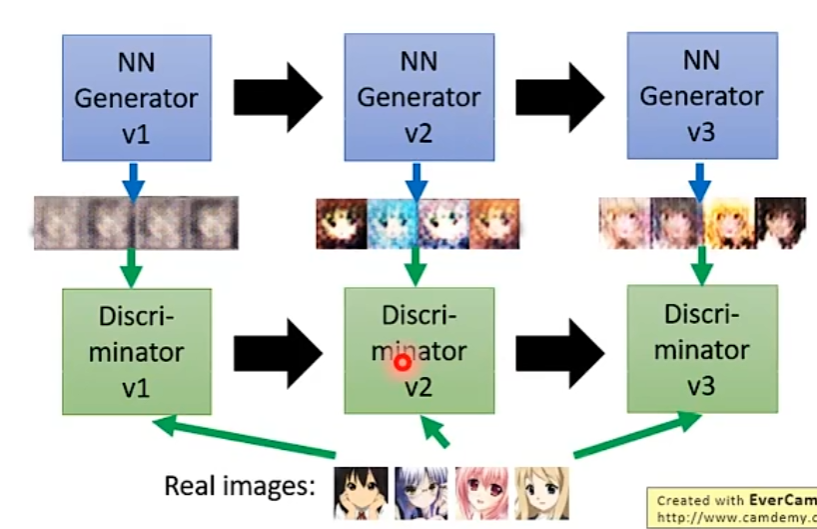 NN
Generator
v1
NN
Generator
v2
NN
Generator
v3
Discri-
minator
v1
Discri-
minator
v2
Discri-
minator
v3
Real images:
Created with EverCam
http://www.camdemy.c